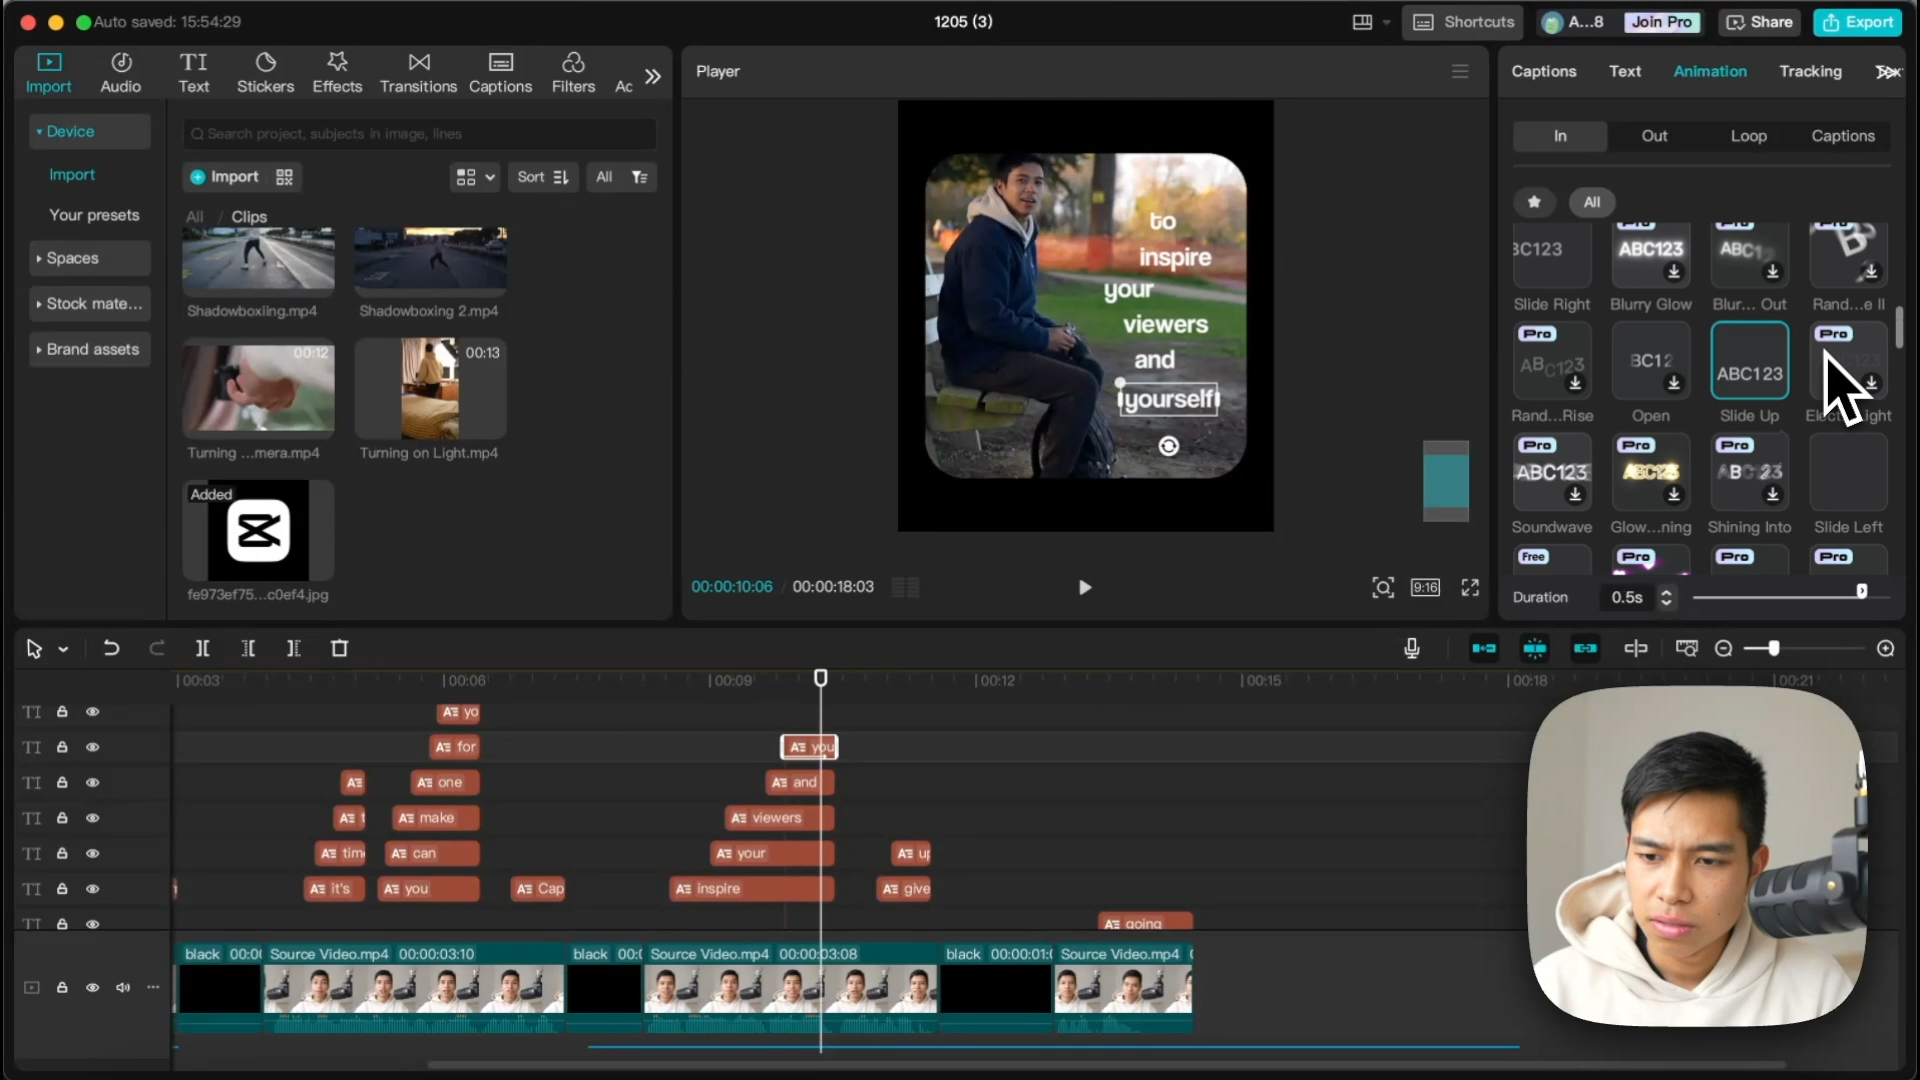 Auto saved: 15:54:29
1205 (3)
Shortcuts
A...8
Join Pro
Share
Export
Import
Audio
Text
Stickers
Effects
Transitions
Captions
Filters
Ac
Player
Captions
Text
Animation
Tracking
Device
Import
Your presets
Spaces
Stock mate...
Brand assets
Search project, subjects in image, lines
Import
Sort
All
All / Clips
Shadowboxiing.mp4
Shadowboxing 2.mp4
00:12
00:13
Turning ...mera.mp4
Turning on Light.mp4
Added
fe973ef75...c0ef4.jpg
to
inspire
your
viewers
and
yourself
00:00:10:06 / 00:00:18:03
9:16
In
Out
Loop
Captions
All
BC123
ABC123
ABC1
B
Slide Right
Blurry Glow
Blur... Out
Rand...e II
Pro
Pro
ABC123
BC12
ABC123
Rand...Rise
Open
Slide Up
Pro
Pro
Pro
ABC123
ABC123
ABC123
Soundwave
Glow...ning
Shining Into
Slide Left
Free
Pro
Pro
Pro
Duration
0.5s
00:03
00:06
00:09
00:12
00:15
00:18
00:21
yo
for
you
one
and
t
make
viewers
tim
can
your
up
it's
you
Cap
inspire
give
going
black 00:00
Source Video.mp4 00:00:03:10
black 00:0
Source Video.mp4 00:00:03:08
black 00:00:01:0
Source Video.mp4 0